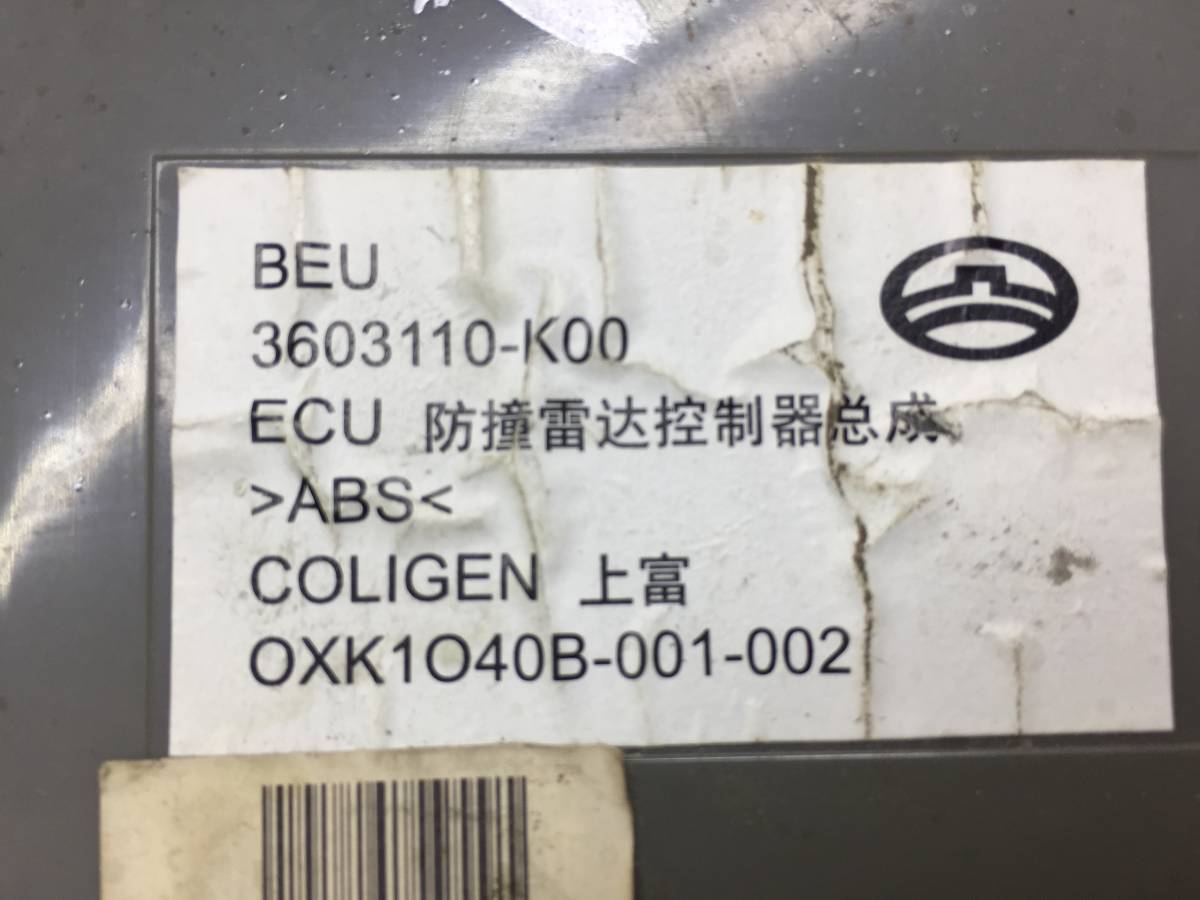 BEU
3603110-K00
ECU 防撞雷达控制器总成
>ABS<
COLIGEN 上富
OXK1O40B-001-002